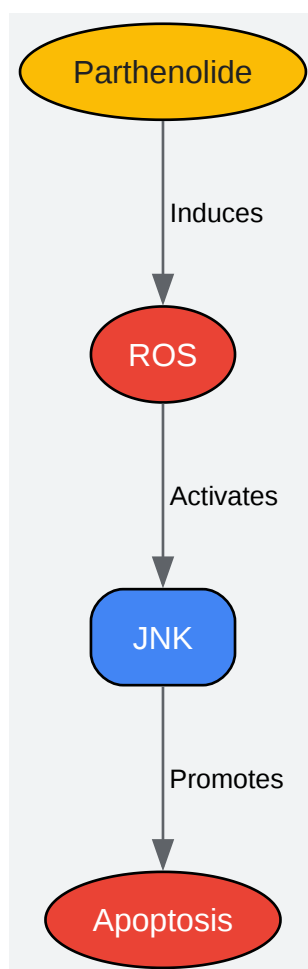 Parthenolide
Induces
ROS
Activates
JNK
Promotes
Apoptosis